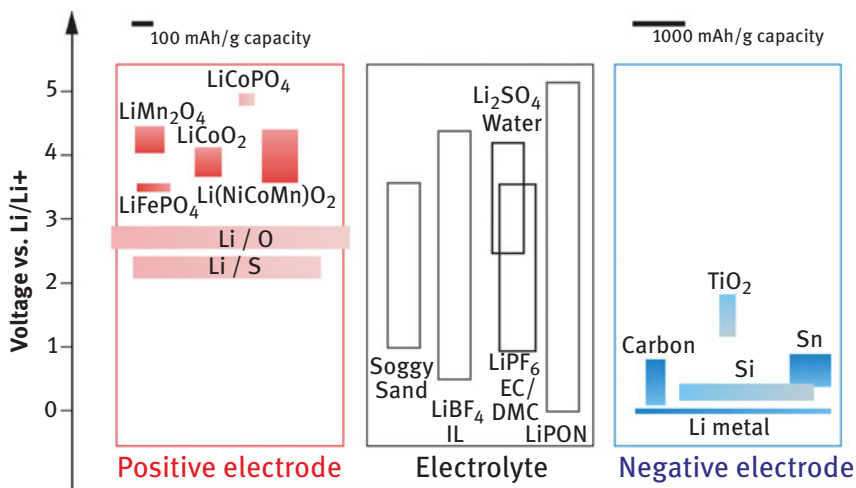 100 mAh/g capacity
1000 mAh/g capacity
Voltage vs. Li/Li+
5
4
3
2
1
0
LiCoPO₄
LiMn₂O₄
LiCoO₂
Li(NiCoMn)O₂
LiFePO₄
Li / O
Li / S
Positive electrode
Li₂SO₄
Water
Soggy
Sand
LiBF₄
IL
LiPF₆
EC/
DMC
LiPON
Electrolyte
TiO₂
Carbon
Sn
Si
Li metal
Negative electrode